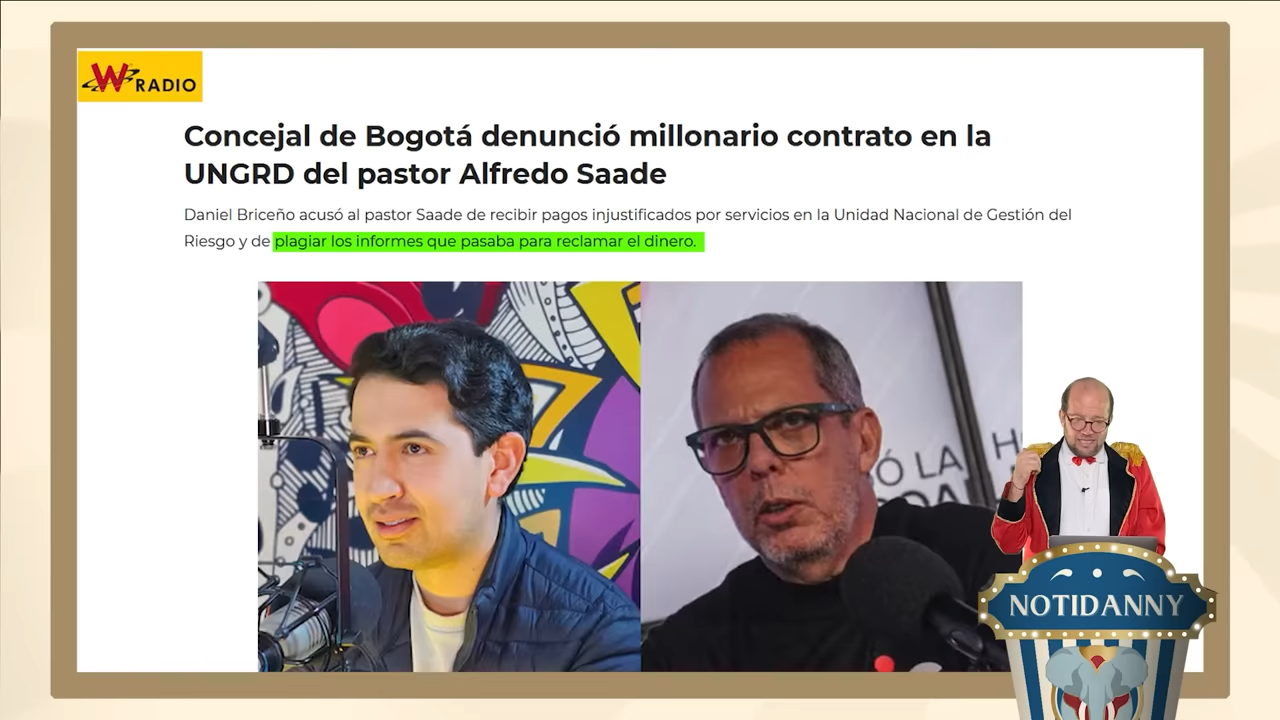 W RADIO
Concejal de Bogotá denunció millonario contrato en la
UNGRD del pastor Alfredo Saade
Daniel Briceño acusó al pastor Saade de recibir pagos injustificados por servicios en la Unidad Nacional de Gestión del
Riesgo y de plagiar los informes que pasaba para reclamar el dinero.
Ó LA H
NOTIDANNY